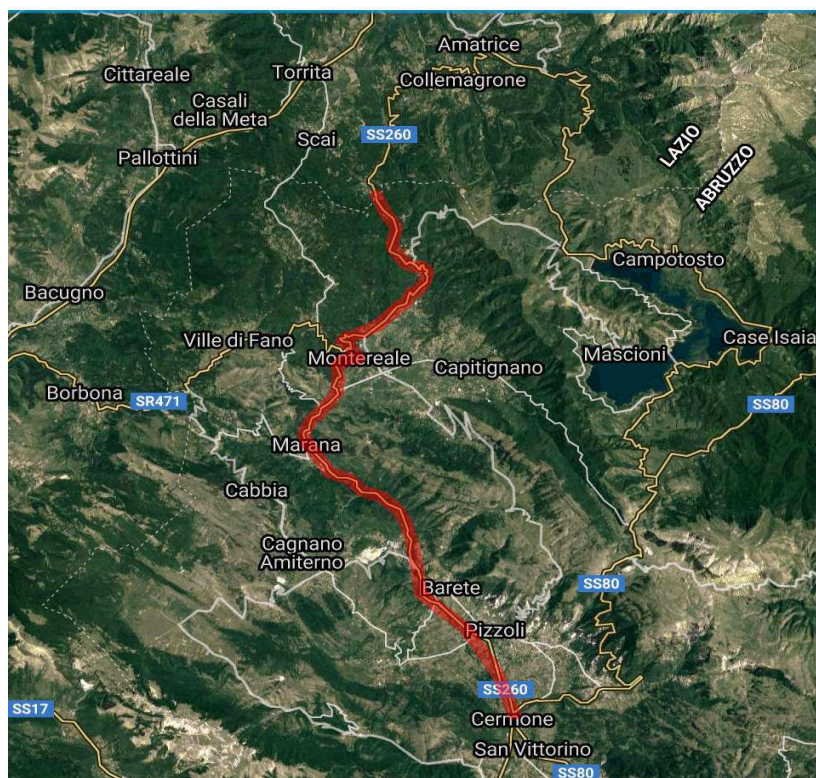 Amatrice
Cittareale
Torrita
Collemagrone
Casali
della Meta
SS260
Scai
Pallottini
LAZIO
ABRUZZO
Campotosto
Bacugno
Ville di Fano
Case Isaia
Montereale
Mascioni
Capitignano
Borbona
SR471
SS80
Marana
Cabbia
Cagnano
Amiterno
SS80
Barete
Pizzoli
SS260
SS17
Cermone
San Vittorino
SS80